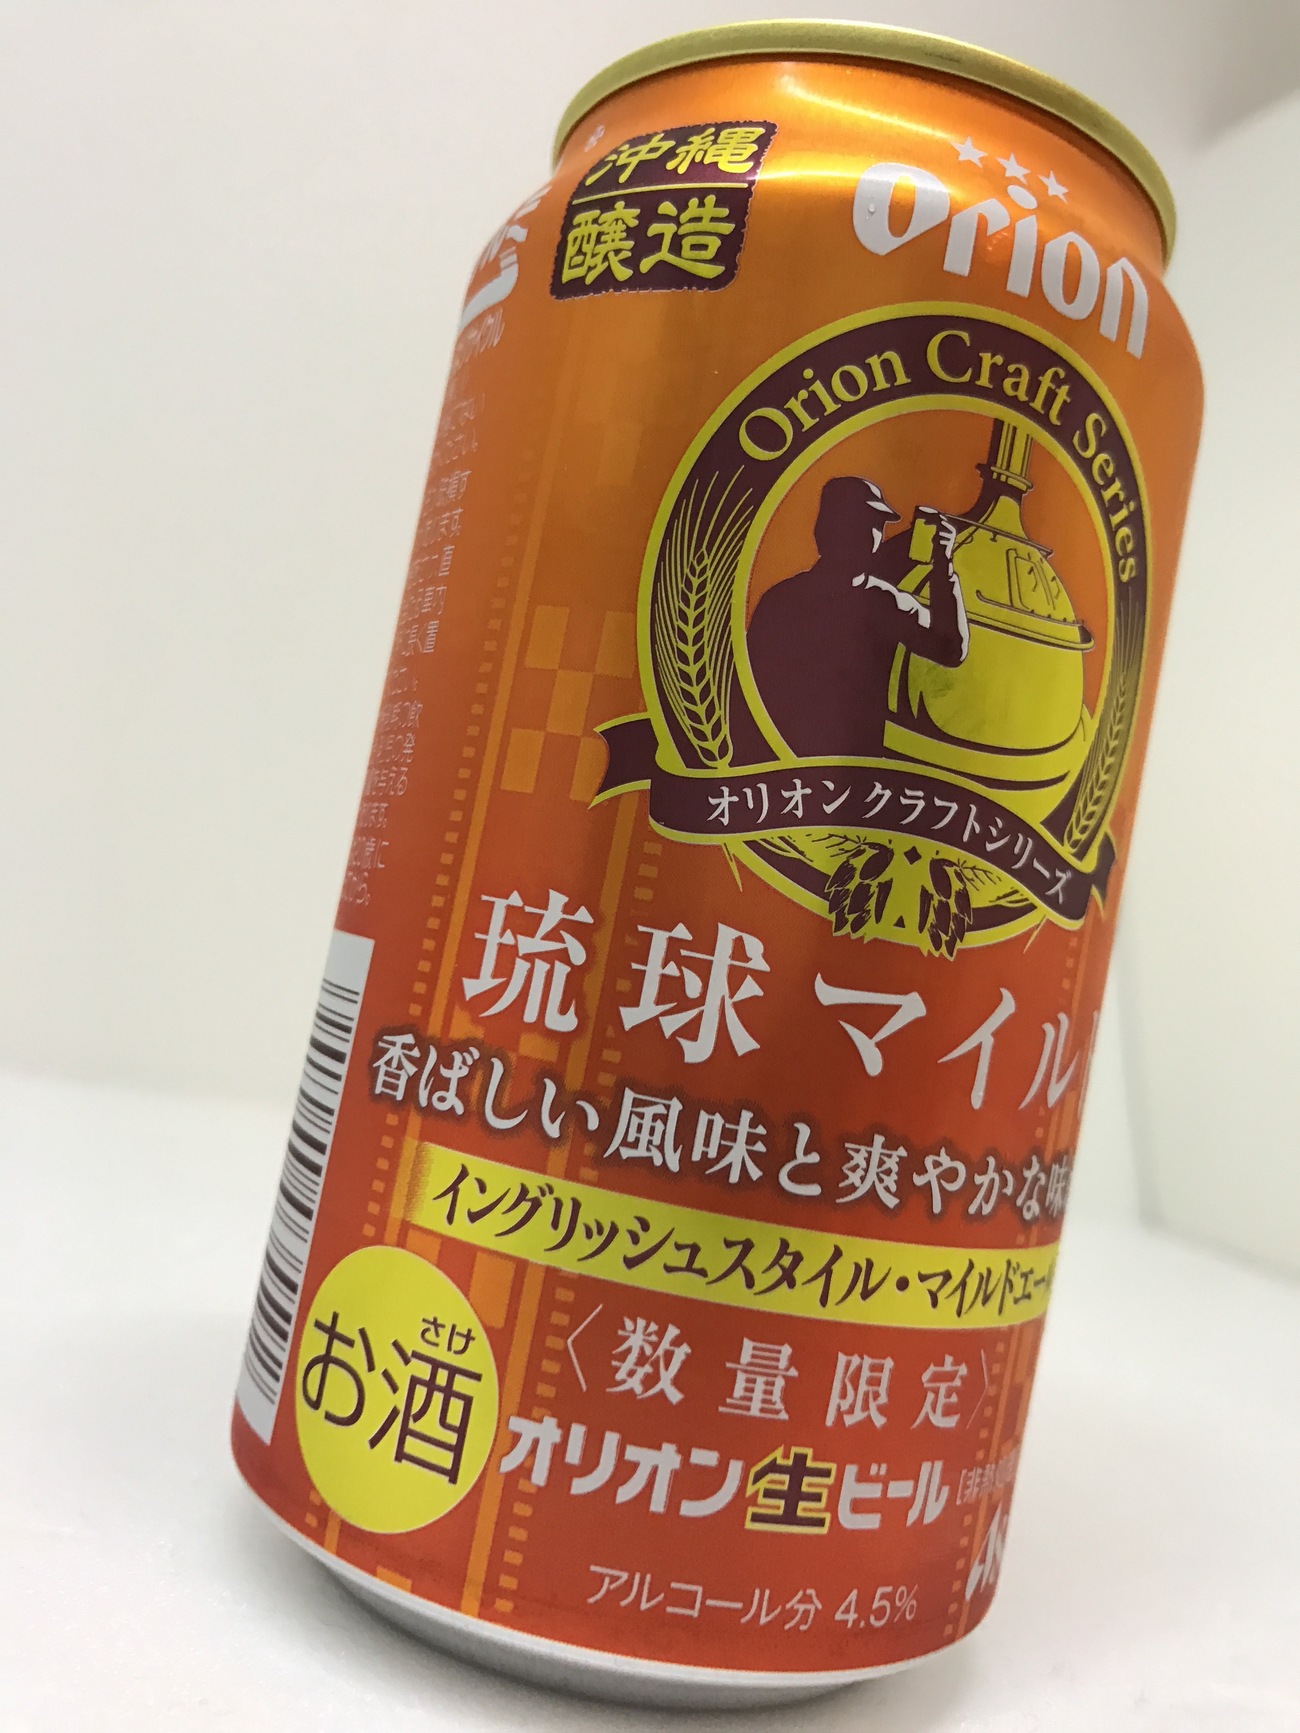 沖縄
醸造
Orion
Orion Craft Series
オリオンクラフトシリーズ
琉球マイル
香ばしい風味と爽やかな味
イングリッシュスタイル・マイルドエー
〈数量限定〉
さけ
お酒
オリオン生ビール
アルコール分 4.5%